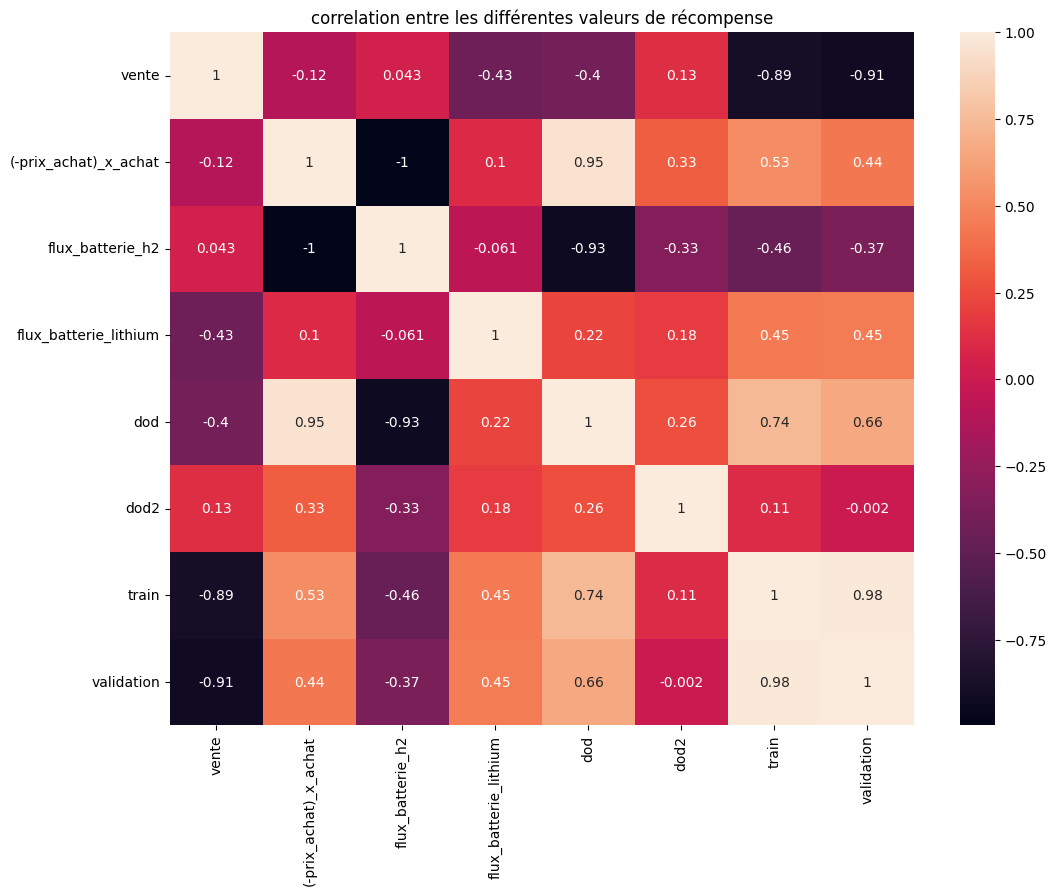 correlation entre les différentes valeurs de récompense
vente 1 -0.12 0.043 -0.43 -0.4 0.13 -0.89 -0.91
(-prix_achat)_x_achat -0.12 1 -1 0.1 0.95 0.33 0.53 0.44
flux_batterie_h2 0.043 -1 1 -0.061 -0.93 -0.33 -0.46 -0.37
flux_batterie_lithium -0.43 0.1 -0.061 1 0.22 0.18 0.45 0.45
dod -0.4 0.95 -0.93 0.22 1 0.26 0.74 0.66
dod2 0.13 0.33 -0.33 0.18 0.26 1 0.11 -0.002
train -0.89 0.53 -0.46 0.45 0.74 0.11 1 0.98
validation -0.91 0.44 -0.37 0.45 0.66 -0.002 0.98 1
vente
(-prix_achat)_x_achat
flux_batterie_h2
flux_batterie_lithium
dod
dod2
train
validation
1.00
0.75
0.50
0.25
0.00
−0.25
−0.50
−0.75